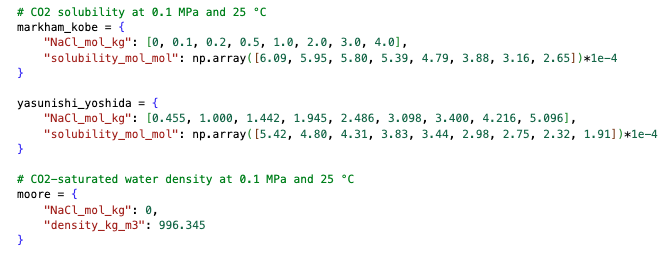 # CO2 solubility at 0.1 MPa and 25 °C
markham_kobe = {
    "NaCl_mol_kg": [0, 0.1, 0.2, 0.5, 1.0, 2.0, 3.0, 4.0],
    "solubility_mol_mol": np.array([6.09, 5.95, 5.80, 5.39, 4.79, 3.88, 3.16, 2.65])*1e-4
}
yasunishi_yoshida = {
    "NaCl_mol_kg": [0.455, 1.000, 1.442, 1.945, 2.486, 3.098, 3.400, 4.216, 5.096],
    "solubility_mol_mol": np.array([5.42, 4.80, 4.31, 3.83, 3.44, 2.98, 2.75, 2.32, 1.91])*1e-4
}
# CO2-saturated water density at 0.1 MPa and 25 °C
moore = {
    "NaCl_mol_kg": 0,
    "density_kg_m3": 996.345
}